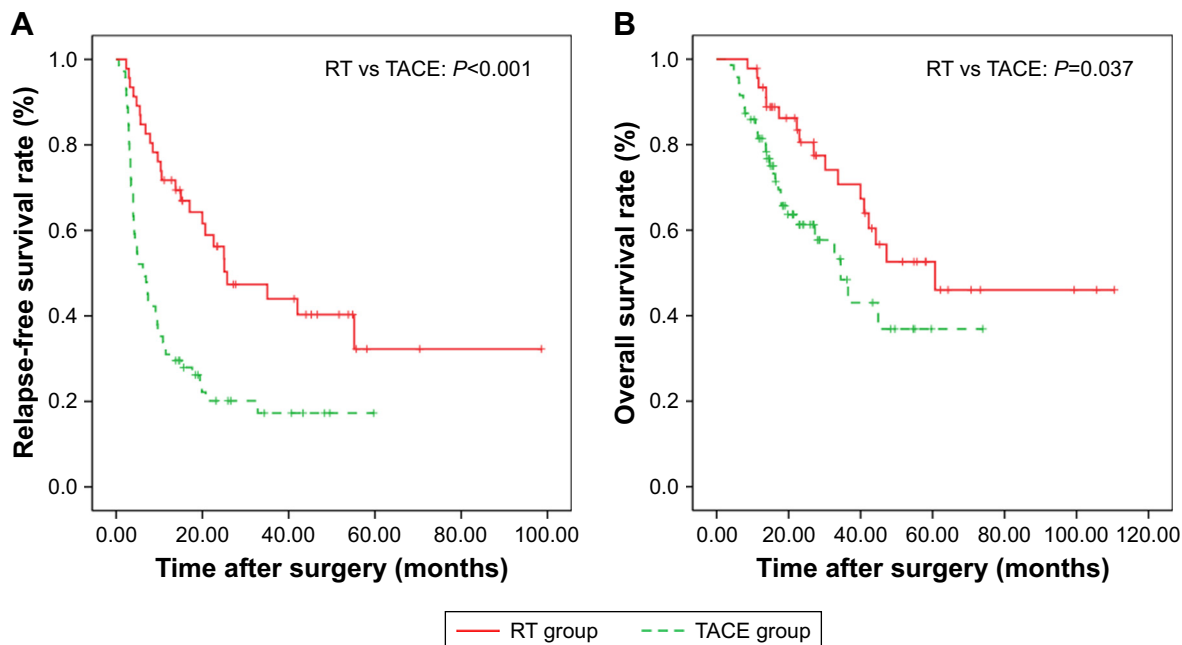 A
RT vs TACE: P<0.001
Relapse-free survival rate (%)
1.0
0.8
0.6
0.4
0.2
0.0
0.00 20.00 40.00 60.00 80.00 100.00
Time after surgery (months)
B
RT vs TACE: P=0.037
Overall survival rate (%)
1.0
0.8
0.6
0.4
0.2
0.0
0.00 20.00 40.00 60.00 80.00 100.00 120.00
Time after surgery (months)
RT group TACE group